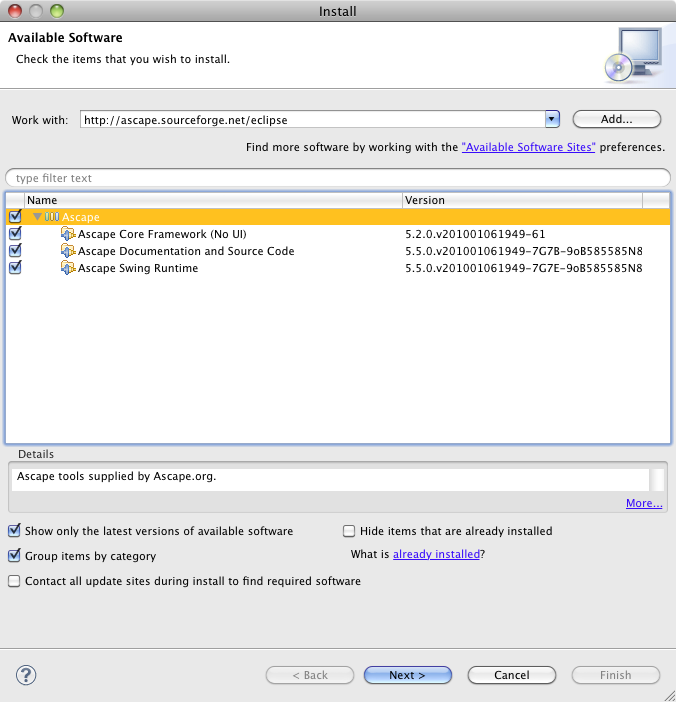 Install
Available Software
Check the items that you wish to install.
Work with: http://ascape.sourceforge.net/eclipse Add...
Find more software by working with the "Available Software Sites" preferences.
type filter text
Name Version
Ascape
Ascape Core Framework (No UI) 5.2.0.v201001061949-61
Ascape Documentation and Source Code 5.5.0.v201001061949-7G7B-9oB585585N8
Ascape Swing Runtime 5.5.0.v201001061949-7G7E-9oB585585N8
Details
Ascape tools supplied by Ascape.org.
More...
Show only the latest versions of available software Hide items that are already installed
Group items by category What is already installed?
Contact all update sites during install to find required software
? < Back Next > Cancel Finish